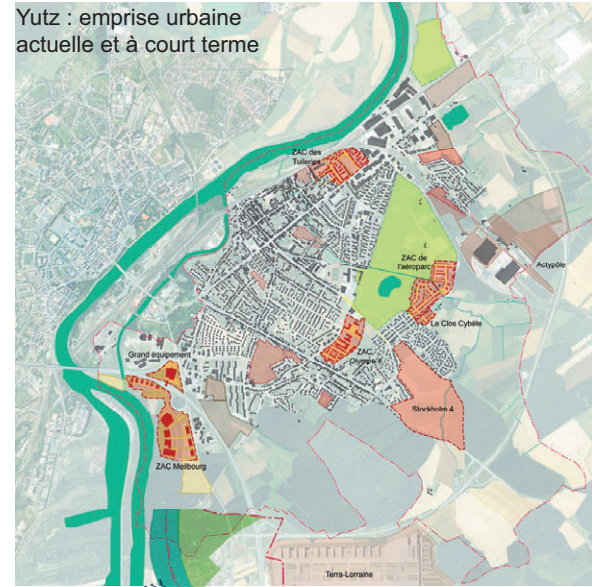 Yutz : emprise urbaine
actuelle et à court terme
ZAC des
Tuileries
ZAC de
l'aéroparc
Actypôle
Le Clos Cybèle
ZAC
Olympe II
Grand équipement
Stockholm 4
ZAC Meilbourg
Terra-Lorraine